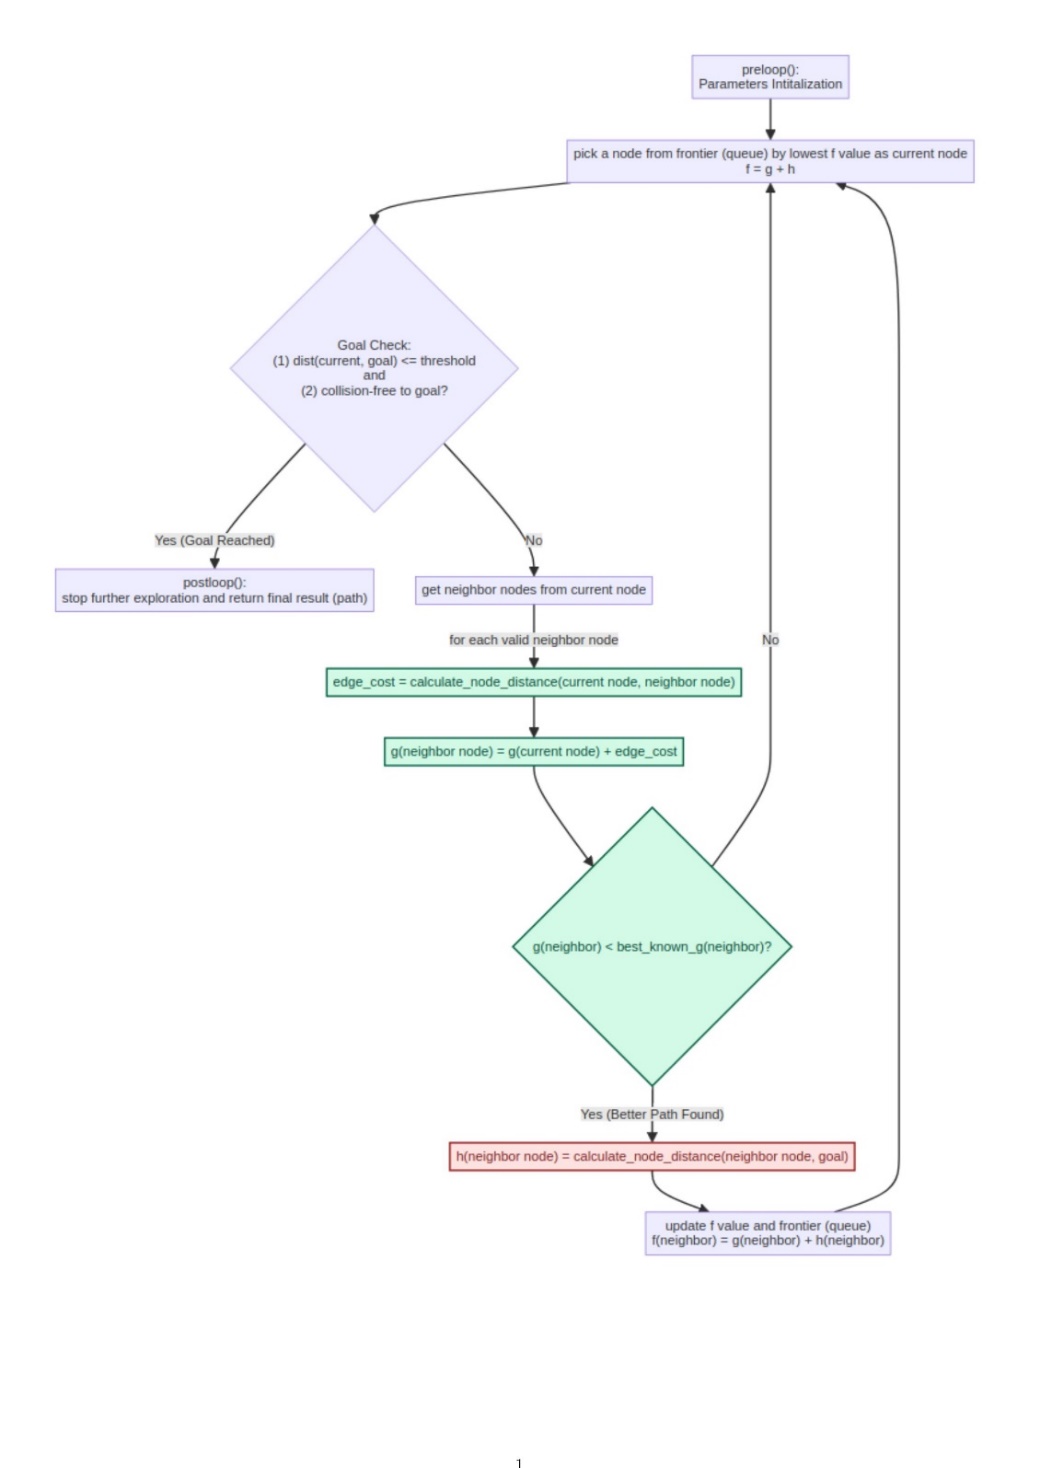 preloop():
Parameters Intitalization
pick a node from frontier (queue) by lowest f value as current node
f = g + h
Goal Check:
(1) dist(current, goal) <= threshold
and
(2) collision-free to goal?
Yes (Goal Reached)
No
postloop():
stop further exploration and return final result (path)
get neighbor nodes from current node
for each valid neighbor node
No
edge_cost = calculate_node_distance(current node, neighbor node)
g(neighbor node) = g(current node) + edge_cost
g(neighbor) < best_known_g(neighbor)?
Yes (Better Path Found)
h(neighbor node) = calculate_node_distance(neighbor node, goal)
update f value and frontier (queue)
f(neighbor) = g(neighbor) + h(neighbor)
1